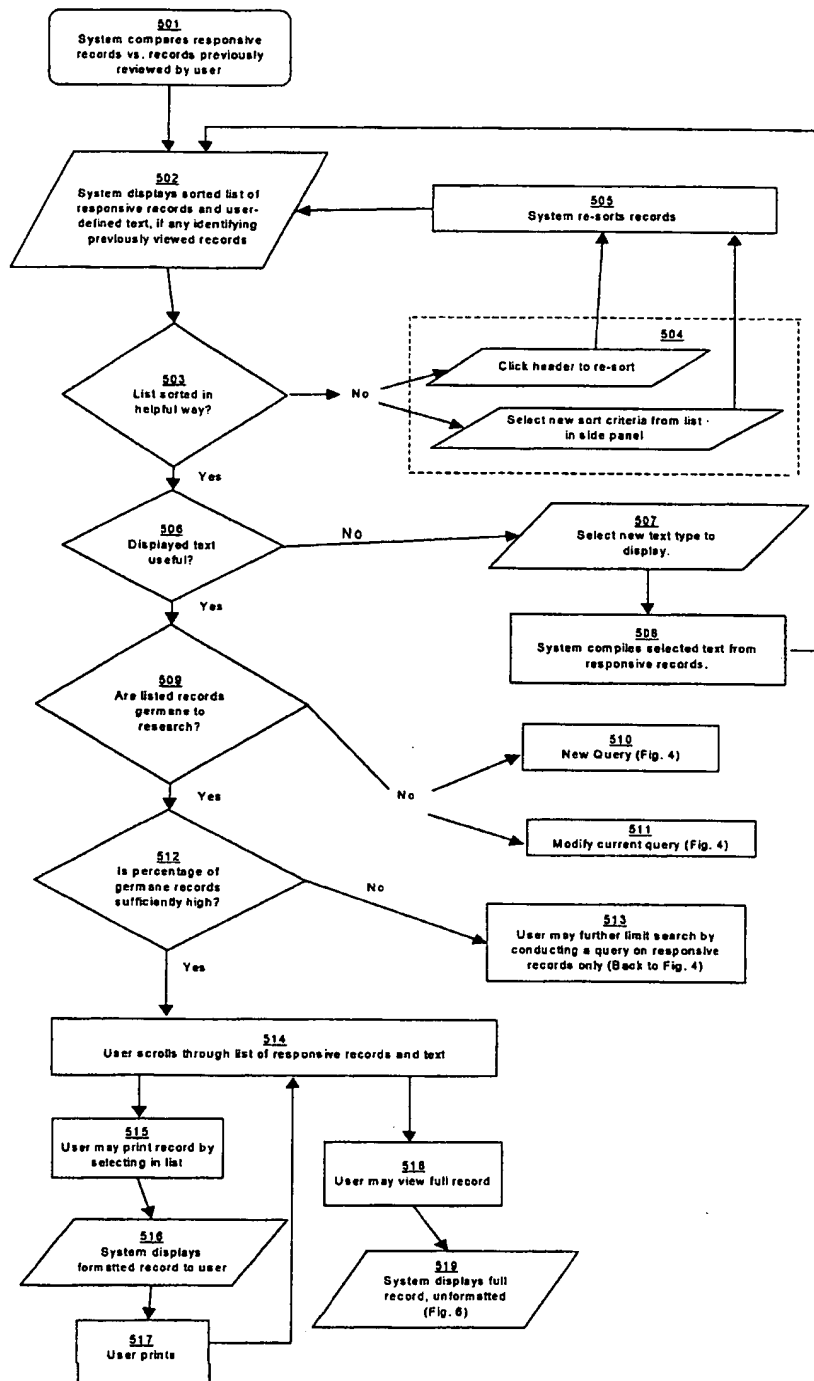 501
System compares responsive
records vs. records previously
reviewed by user
502
System displays sorted list of
responsive records and user-
defined text, if any identifying
previously viewed records
505
System re-sorts records
504
Click header to re-sort
Select new sort criteria from list
in side panel
503
List sorted in
helpful way?
No
Yes
506
Displayed text
useful?
No
507
Select new text type to
display.
Yes
508
System compiles selected text from
responsive records.
509
Are listed records
germane to
research?
510
New Query (Fig. 4)
No
511
Modify current query (Fig. 4)
Yes
512
Is percentage of
germane records
sufficiently high?
No
513
User may further limit search by
conducting a query on responsive
records only (Back to Fig. 4)
Yes
514
User scrolls through list of responsive records and text
515
User may print record by
selecting in list
518
User may view full record
516
System displays
formatted record to user
519
System displays full
record, unformatted
(Fig. 6)
517
User prints